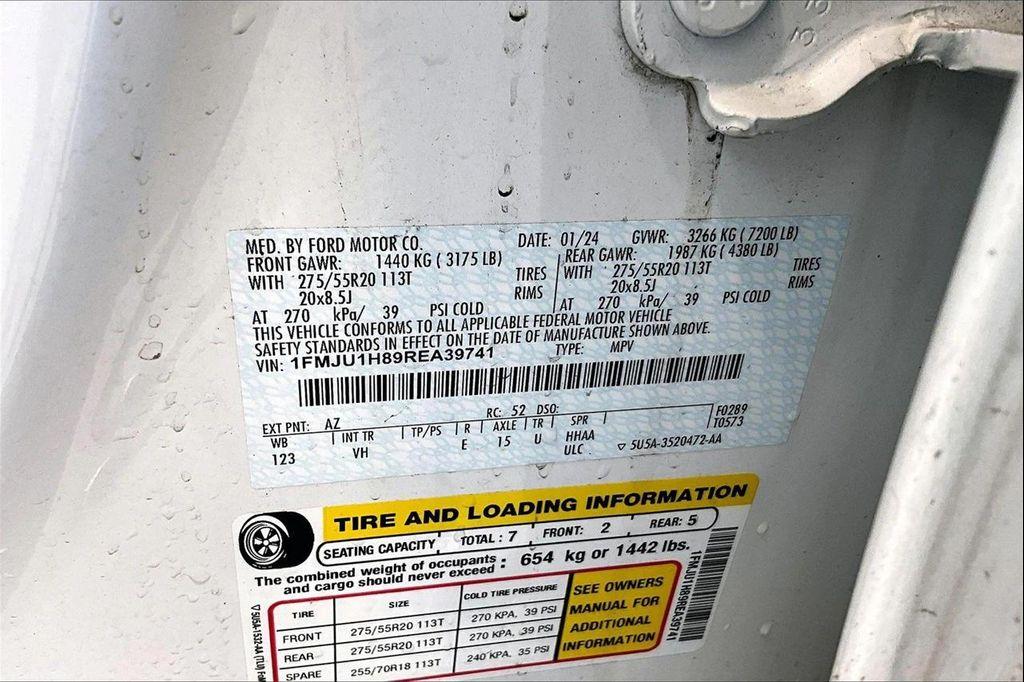 MFD. BY FORD MOTOR CO. DATE: 01/24 GVWR: 3266 KG ( 7200 LB)
FRONT GAWR: 1440 KG ( 3175 LB) REAR GAWR: 1987 KG ( 4380 LB)
WITH 275/55R20 113T TIRES WITH 275/55R20 113T TIRES
20x8.5J RIMS 20x8.5J RIMS
AT 270 kPa/ 39 PSI COLD AT 270 kPa/ 39 PSI COLD
THIS VEHICLE CONFORMS TO ALL APPLICABLE FEDERAL MOTOR VEHICLE
SAFETY STANDARDS IN EFFECT ON THE DATE OF MANUFACTURE SHOWN ABOVE.
VIN: 1FMJU1H89REA39741 TYPE: MPV
EXT PNT: AZ RC: 52 DSO: F0289
WB INT TR TP/PS R AXLE TR SPR T0573
123 VH E 15 U HHAA
ULC 5U5A-3520472-AA
TIRE AND LOADING INFORMATION
SEATING CAPACITY TOTAL : 7 FRONT: 2 REAR: 5
The combined weight of occupants and cargo should never exceed : 654 kg or 1442 lbs.
TIRE SIZE COLD TIRE PRESSURE
FRONT 275/55R20 113T 270 KPA, 39 PSI
REAR 275/55R20 113T 270 KPA, 39 PSI
SPARE 255/70R18 113T 240 KPA, 35 PSI
SEE OWNERS
MANUAL FOR
ADDITIONAL
INFORMATION
1FMJU1H89REA39741